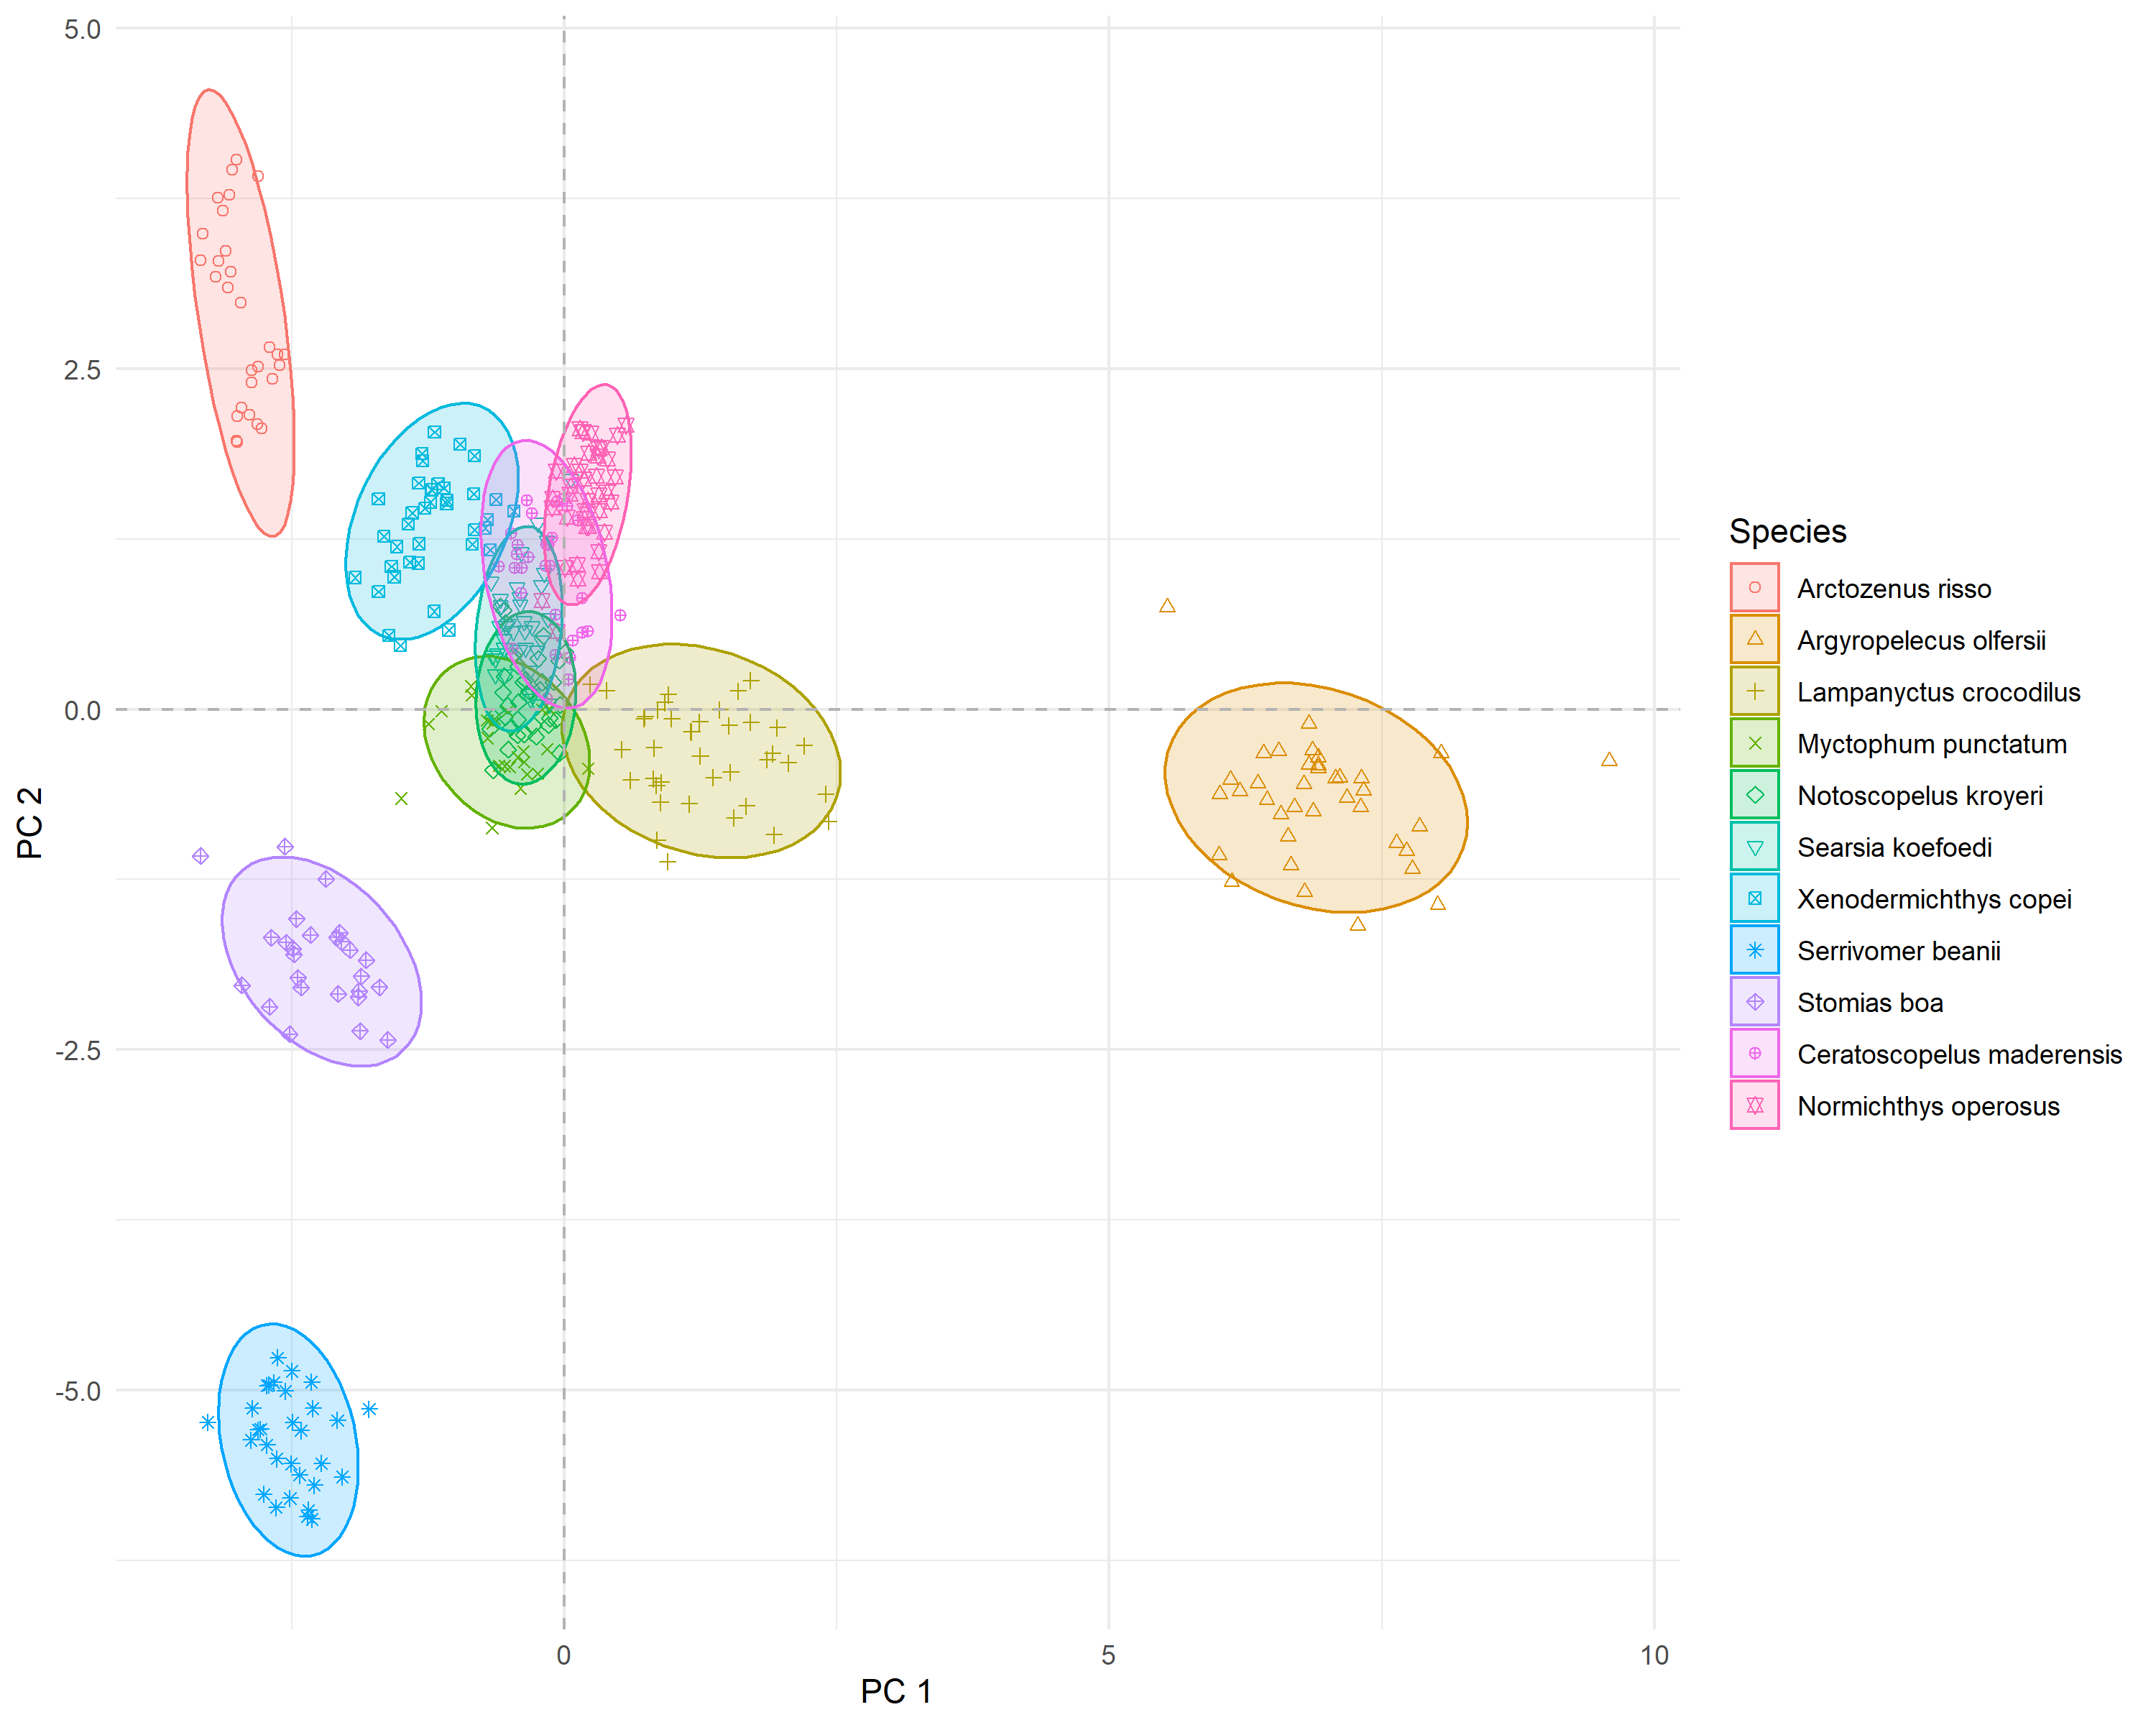 5.0
2.5
0.0
-2.5
-5.0
PC 2
0
5
10
PC 1
Species
Arctozenus risso
Argyropelecus olfersii
Lampanyctus crocodilus
Myctophum punctatum
Notoscopelus kroyeri
Searsia koefoedi
Xenodermichthys copei
Serrivomer beanii
Stomias boa
Ceratoscopelus maderensis
Normichthys operosus